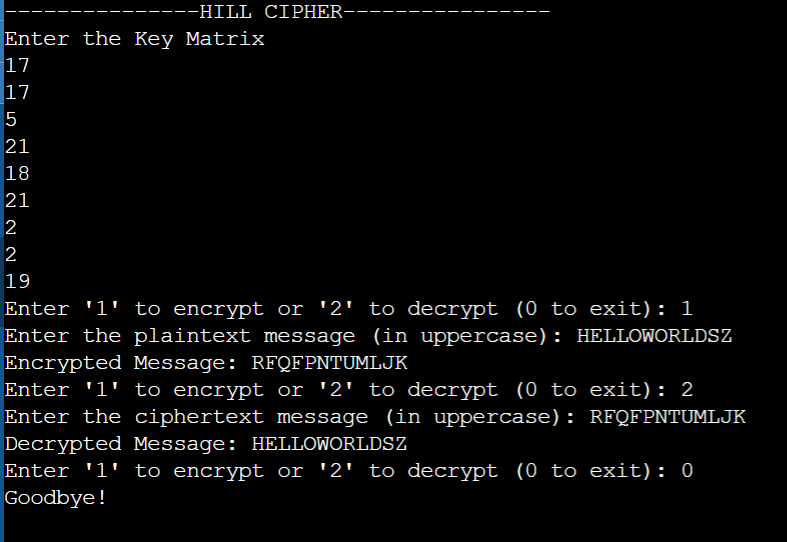 ---------------HILL CIPHER----------------
Enter the Key Matrix
17
17
5
21
18
21
2
2
19
Enter '1' to encrypt or '2' to decrypt (0 to exit): 1
Enter the plaintext message (in uppercase): HELLOWORLDSZ
Encrypted Message: RFQFPNTUMLJK
Enter '1' to encrypt or '2' to decrypt (0 to exit): 2
Enter the ciphertext message (in uppercase): RFQFPNTUMLJK
Decrypted Message: HELLOWORLDSZ
Enter '1' to encrypt or '2' to decrypt (0 to exit): 0
Goodbye!